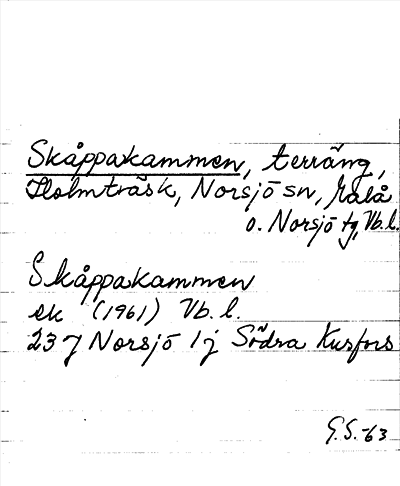 Skåppakammen, terräng,
Holmträsk, Norsjö sn, Malå
o. Norsjö tg, Vb. l.
Skåppakammen
ek (1961) Vb. l.
23 J Norsjö 1 j Södra Kusfors
G.S. -63